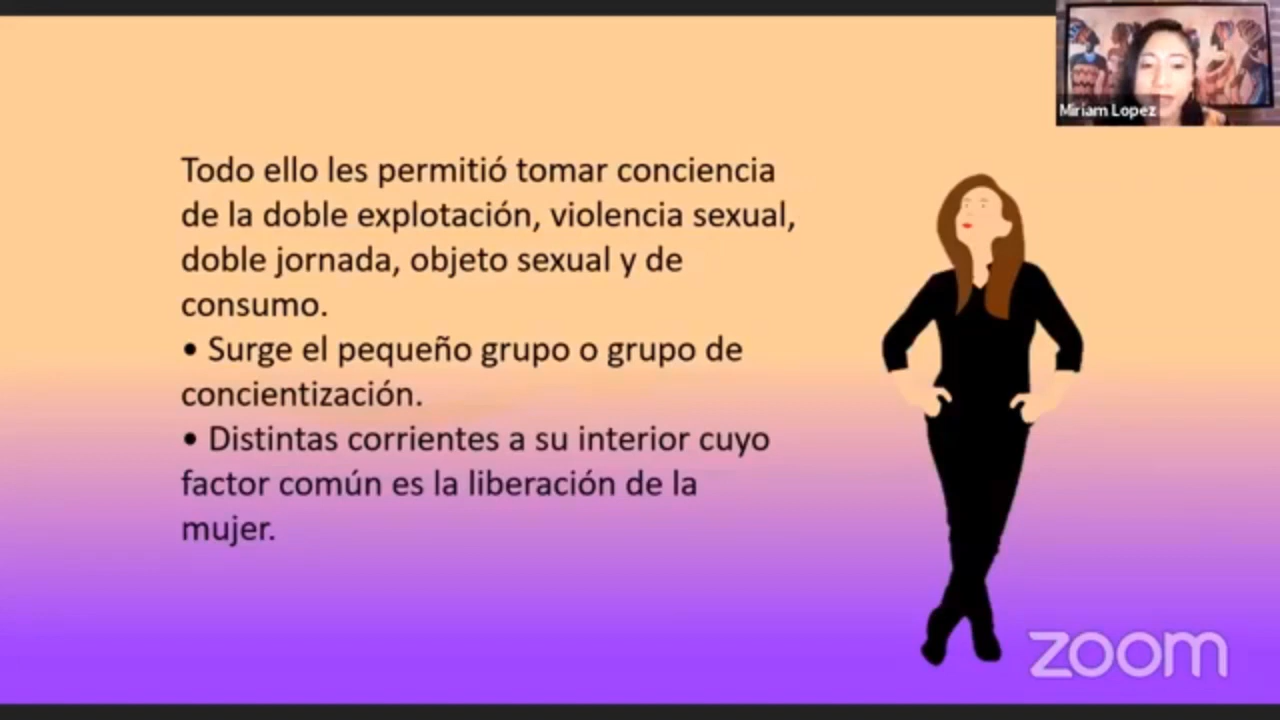 Miriam Lopez
Todo ello les permitió tomar conciencia
de la doble explotación, violencia sexual,
doble jornada, objeto sexual y de
consumo.
• Surge el pequeño grupo o grupo de
concientización.
• Distintas corrientes a su interior cuyo
factor común es la liberación de la
mujer.
zoom